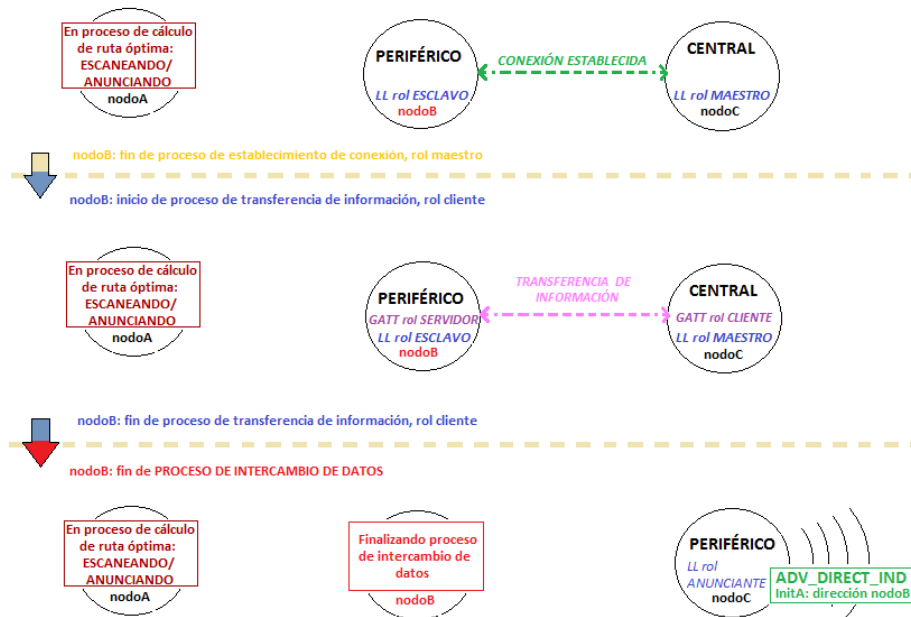 En proceso de cálculo
de ruta óptima:
ESCANEANDO/
ANUNCIANDO
nodoA
PERIFÉRICO
LL rol ESCLAVO
nodoB
CONEXIÓN ESTABLECIDA
CENTRAL
LL rol MAESTRO
nodoC
nodoB: fin de proceso de establecimiento de conexión, rol maestro
nodoB: inicio de proceso de transferencia de información, rol cliente
En proceso de cálculo
de ruta óptima:
ESCANEANDO/
ANUNCIANDO
nodoA
PERIFÉRICO
GATT rol SERVIDOR
LL rol ESCLAVO
nodoB
TRANSFERENCIA DE
INFORMACIÓN
CENTRAL
GATT rol CLIENTE
LL rol MAESTRO
nodoC
nodoB: fin de proceso de transferencia de información, rol cliente
nodoB: fin de PROCESO DE INTERCAMBIO DE DATOS
En proceso de cálculo
de ruta óptima:
ESCANEANDO/
ANUNCIANDO
nodoA
Finalizando proceso
de intercambio de
datos
nodoB
PERIFÉRICO
LL rol
ANUNCIANTE
nodoC
ADV_DIRECT_IND
InitA: dirección nodoB